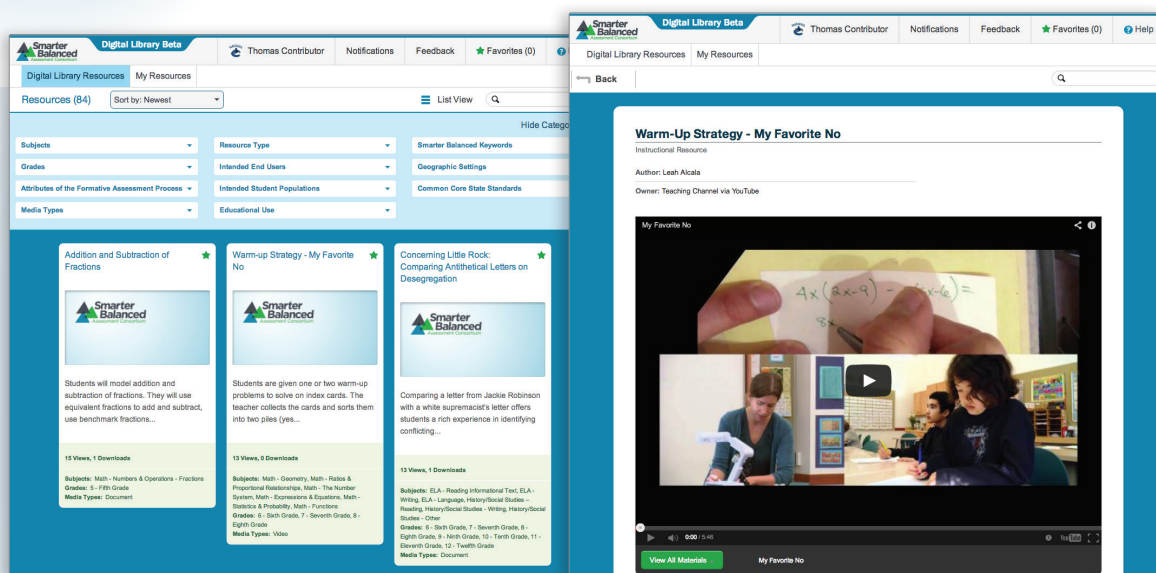 Smarter
Balanced
Assessment Consortium
Digital Library Beta
Thomas Contributor
Notifications
Feedback
Favorites (0)
Digital Library Resources
My Resources
Resources (84)
Sort by: Newest
List View
Hide Catego
Subjects
Resource Type
Smarter Balanced Keywords
Grades
Intended End Users
Geographic Settings
Attributes of the Formative Assessment Process
Intended Student Populations
Common Core State Standards
Media Types
Educational Use
Addition and Subtraction of
Fractions
Smarter
Balanced
Assessment Consortium
Students will model addition and
subtraction of fractions. They will use
equivalent fractions to add and subtract,
use benchmark fractions...
15 Views, 1 Downloads
Subjects: Math - Numbers & Operations - Fractions
Grades: 5 - Fifth Grade
Media Types: Document
Warm-up Strategy - My Favorite
No
Smarter
Balanced
Assessment Consortium
Students are given one or two warm-up
problems to solve on index cards. The
teacher collects the cards and sorts them
into two piles (yes...
15 Views, 0 Downloads
Subjects: Math - Geometry, Math - Ratios &
Proportional Relationships, Math - The Number
System, Math - Expressions & Equations, Math -
Statistics & Probability, Math - Functions
Grades: 6 - Sixth Grade, 7 - Seventh Grade, 8 -
Eighth Grade
Media Types: Video
Concerning Little Rock:
Comparing Antithetical Letters on
Desegregation
Smarter
Balanced
Assessment Consortium
Comparing a letter from Jackie Robinson
with a white supremacist's letter offers
students a rich experience in identifying
conflicting...
13 Views, 1 Downloads
Subjects: ELA - Reading Informational Text, ELA -
Writing, ELA - Language, History/Social Studies –
Reading, History/Social Studies - Writing, History/Social
Studies - Other
Grades: 6 - Sixth Grade, 7 - Seventh Grade, 8 -
Eighth Grade, 9 - Ninth Grade, 10 - Tenth Grade, 11 -
Eleventh Grade, 12 - Twelfth Grade
Media Types: Document
Smarter
Balanced
Assessment Consortium
Digital Library Beta
Thomas Contributor
Notifications
Feedback
Favorites (0)
Help
Digital Library Resources
My Resources
Back
Warm-Up Strategy - My Favorite No
Instructional Resource
Author: Leah Alcala
Owner: Teaching Channel via YouTube
My Favorite No
4x(2x-9) -
x-6) =
8x
0:00 / 5:46
YouTube
View All Materials
My Favorite No